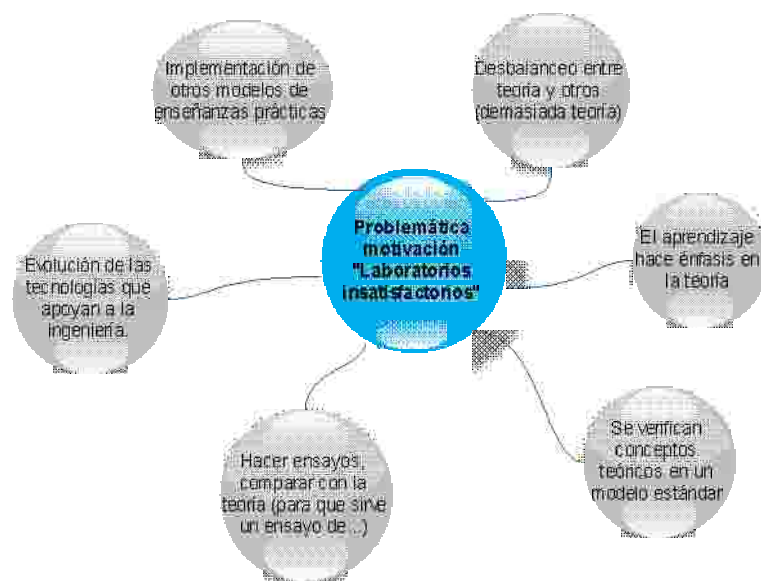 Implementación de
otros modelos de
enseñanzas prácticas
Desbalanceo entre
teoría y otros
(demasiada teoría)
Problemática
motivación
"Laboratorios
insatisfactorios"
El aprendizaje
hace énfasis en
la teoría
Evolución de las
tecnologías que
apoyan a la
ingeniería.
Se verifican
conceptos
teóricos en un
modelo estándar
Hacer ensayos,
comparar con la
teoría (para que sirve
un ensayo de...)